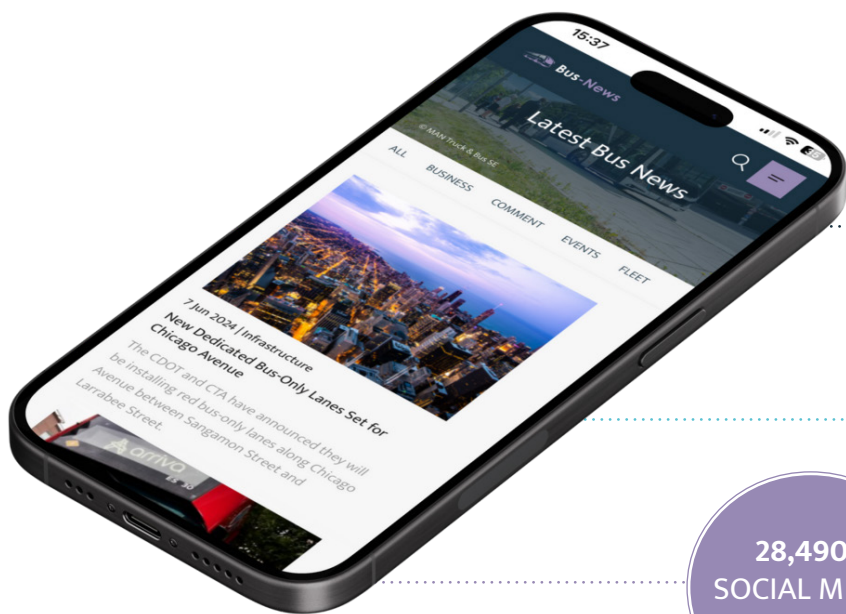 15:37
Bus-News
35
Latest Bus News
© MAN Truck & Bus SE
ALL
BUSINESS
COMMENT
EVENTS
FLEET
7 Jun 2024 | Infrastructure
New Dedicated Bus-Only Lanes Set for
Chicago Avenue
The CDOT and CTA have announced they will
be installing red bus-only lanes along Chicago
Avenue between Sangamon Street and
Larrabee Street.
arriva
28,490
SOCIAL M